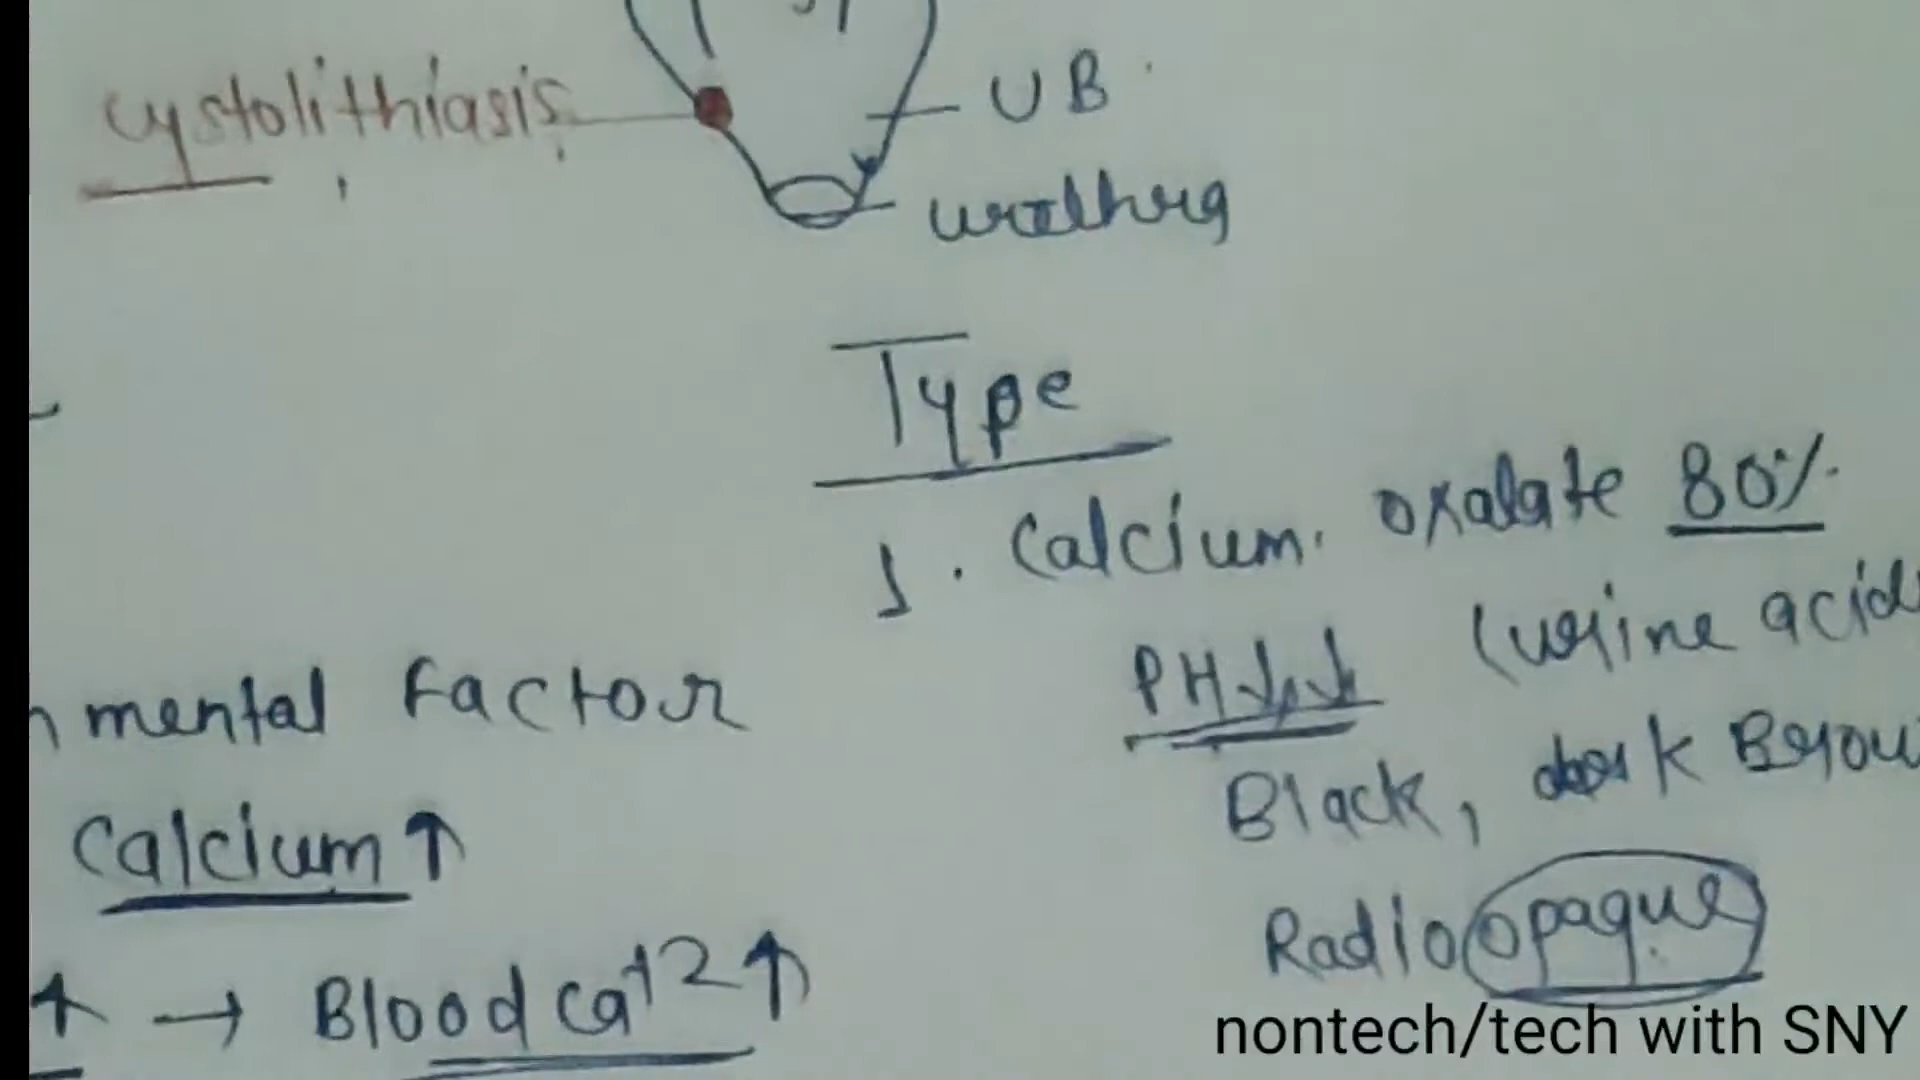 cystolithiasis
UB
urethra
Type
1. Calcium. oxalate 80%
PH↓↓ (urine acid
mental factor
Black, dark Brow
Calcium ↑
Radio opaque
↑ → Blood ca+2 ↑
nontech/tech with SNY